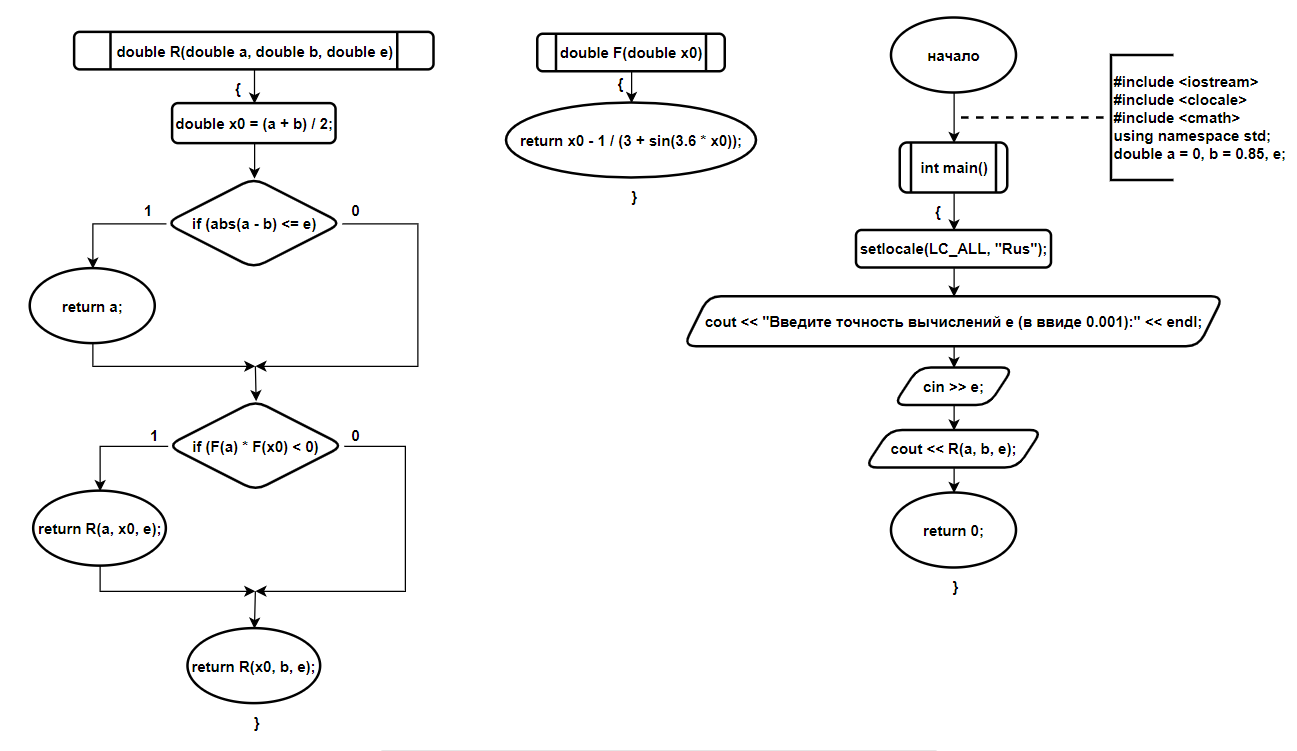 double R(double a, double b, double e)
{
double x0 = (a + b) / 2;
if (abs(a - b) <= e)
1
0
return a;
if (F(a) * F(x0) < 0)
1
0
return R(a, x0, e);
return R(x0, b, e);
}
double F(double x0)
{
return x0 - 1 / (3 + sin(3.6 * x0));
}
начало
#include <iostream>
#include <clocale>
#include <cmath>
using namespace std;
double a = 0, b = 0.85, e;
int main()
{
setlocale(LC_ALL, "Rus");
cout << "Введите точность вычислений e (в ввиде 0.001):" << endl;
cin >> e;
cout << R(a, b, e);
return 0;
}